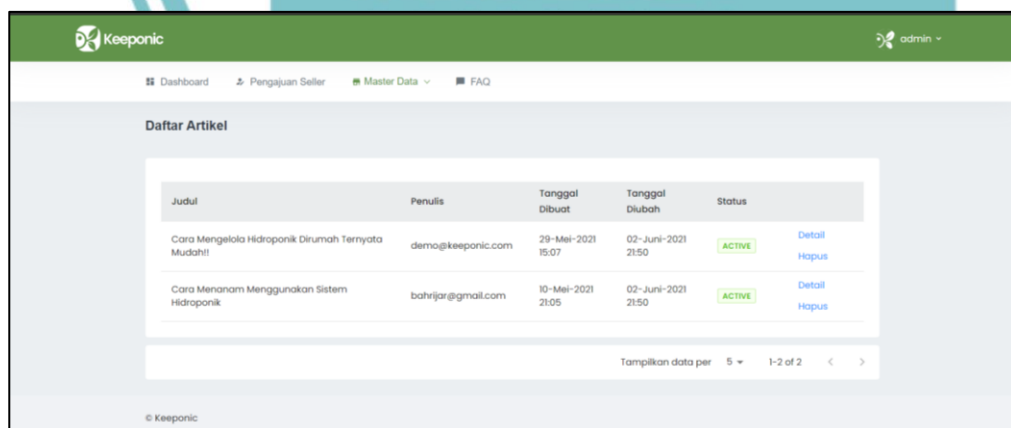 Keeponic
admin
Dashboard Pengajuan Seller Master Data FAQ
Daftar Artikel
Judul Penulis Tanggal Dibuat Tanggal Diubah Status
Cara Mengelola Hidroponik Dirumah Ternyata Mudah!! demo@keeponic.com 29-Mei-2021 15:07 02-Juni-2021 21:50 ACTIVE Detail Hapus
Cara Menanam Menggunakan Sistem Hidroponik bahrijar@gmail.com 10-Mei-2021 21:05 02-Juni-2021 21:50 ACTIVE Detail Hapus
Tampilkan data per 5 1-2 of 2
© Keeponic